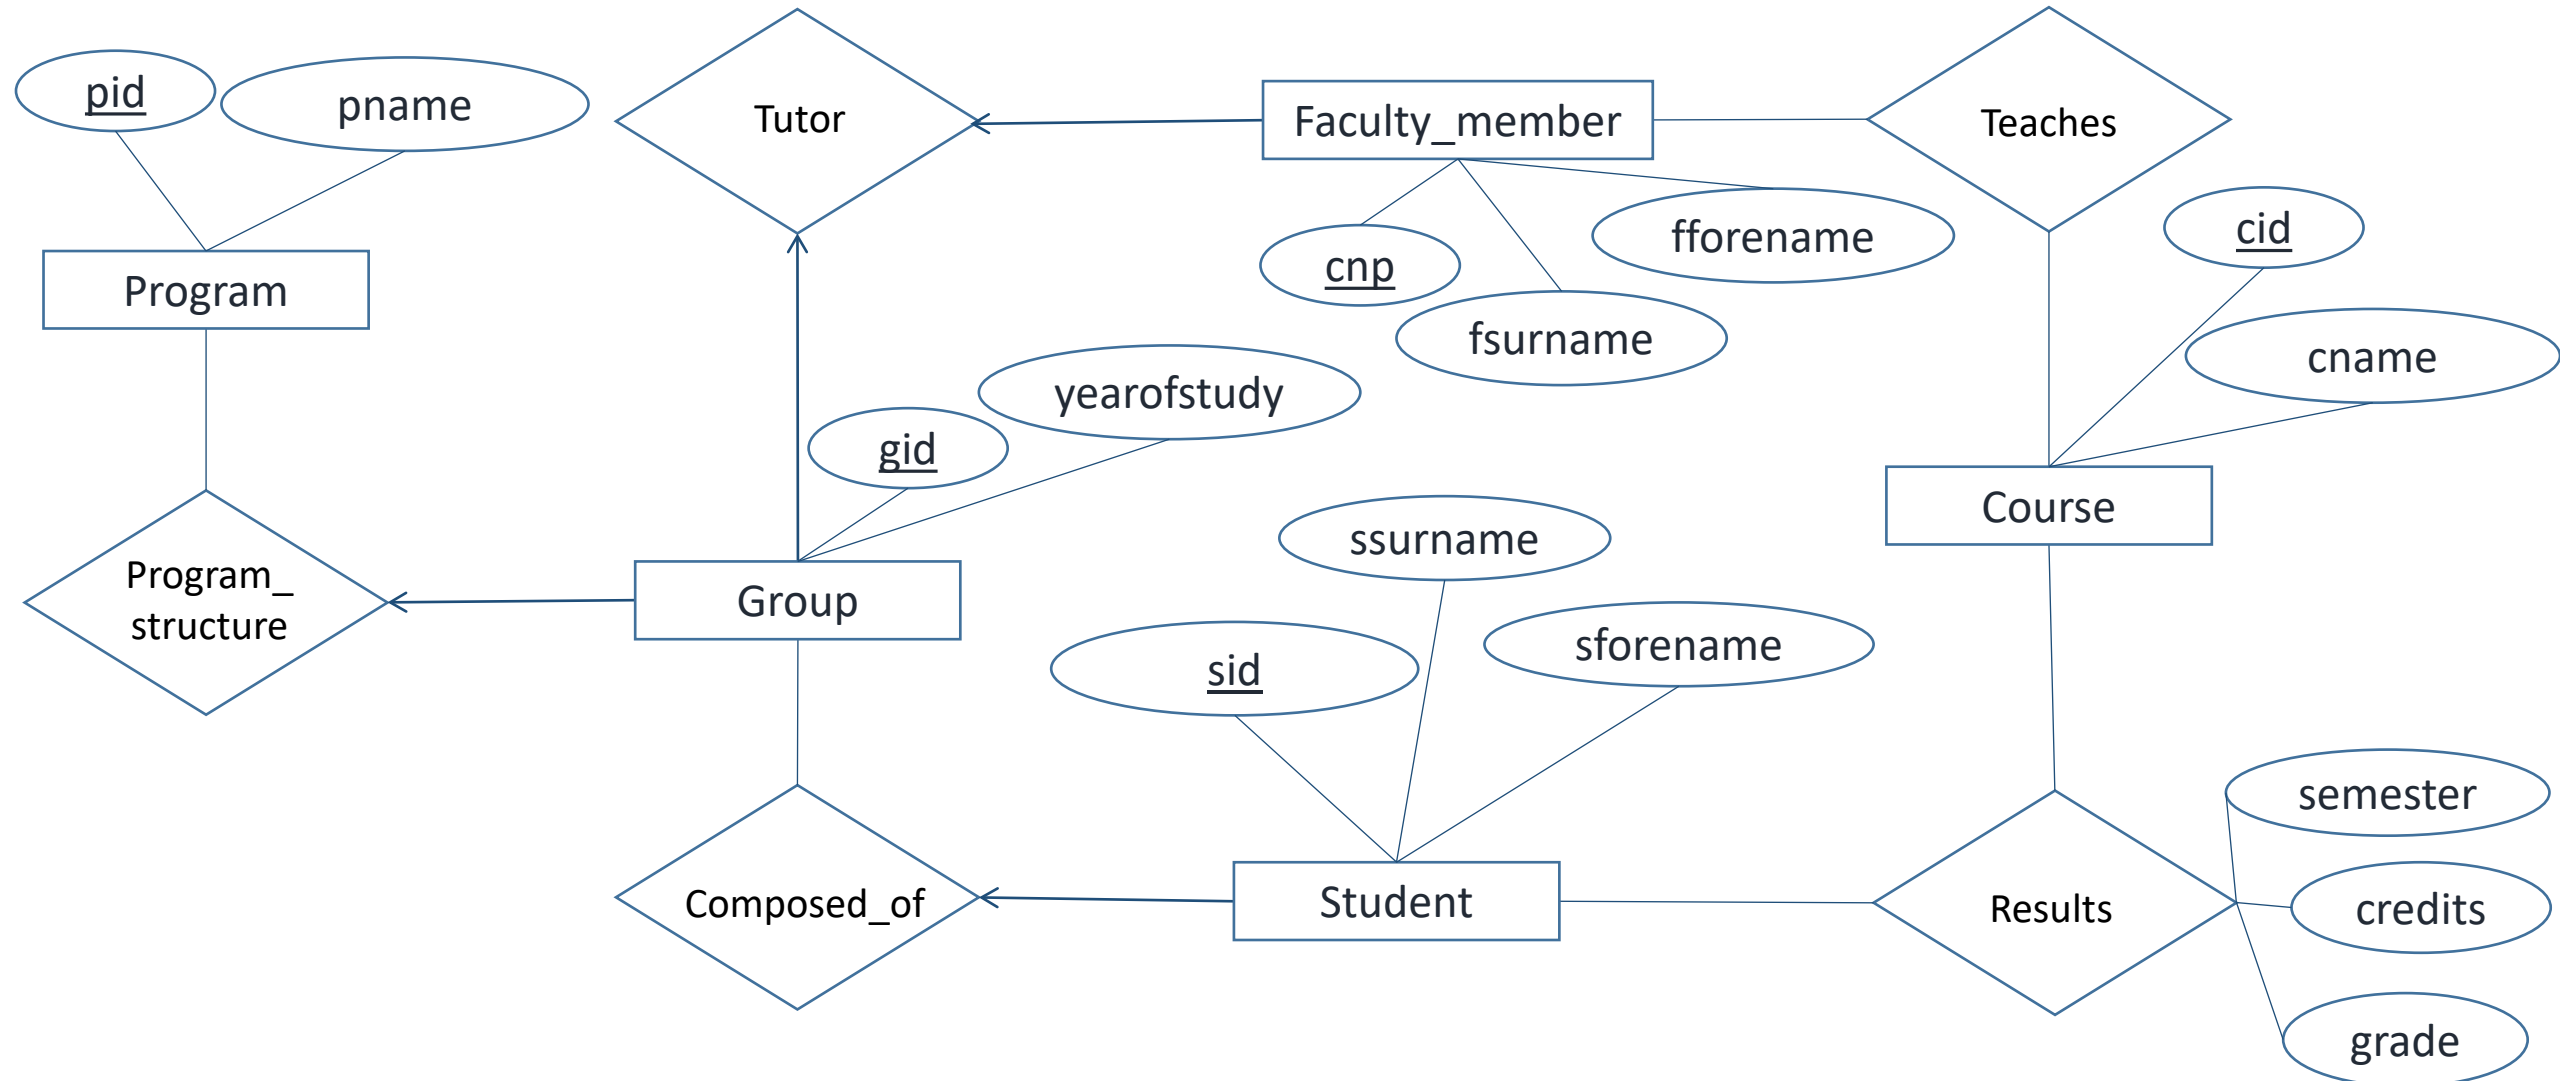 pid
pname
Tutor
Faculty_member
Teaches
cid
fforename
cnp
Program
fsurname
cname
yearofstudy
gid
Course
ssurname
Program_
structure
Group
sforename
sid
semester
Composed_of
Student
Results
credits
grade